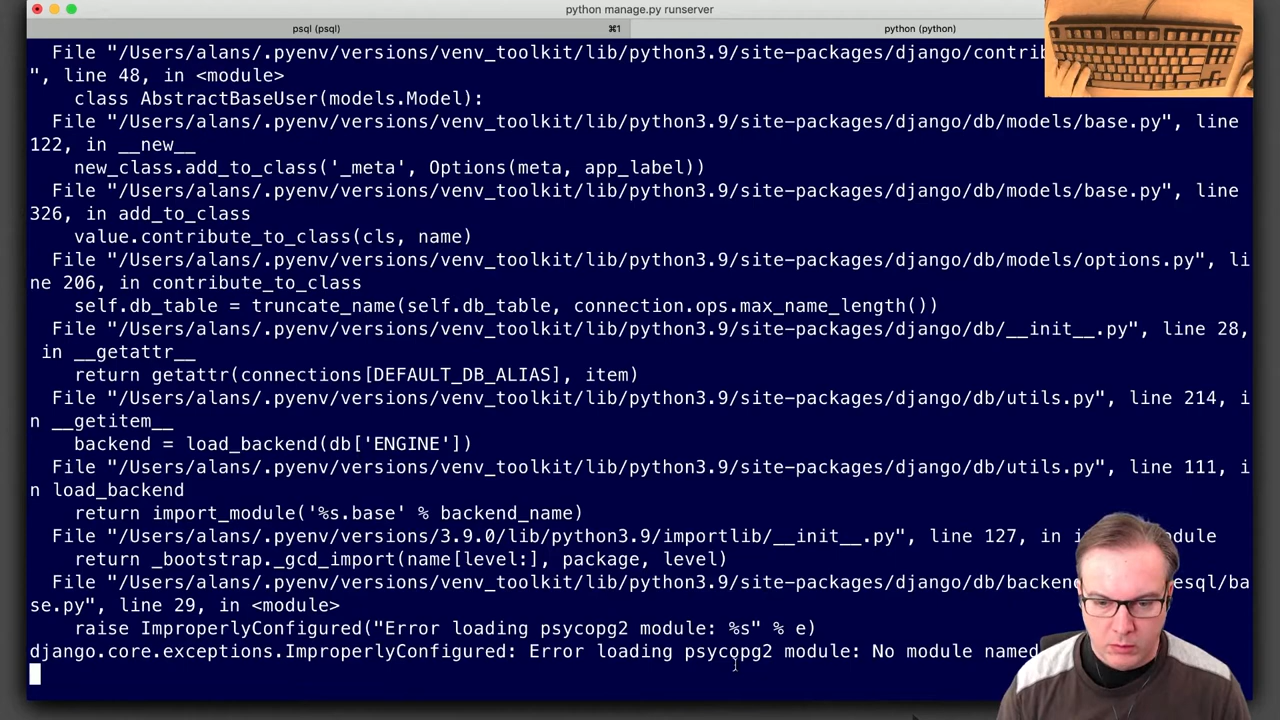 python manage.py runserver
psql (psql) ⌘1 python (python)
File "/Users/alans/.pyenv/versions/venv_toolkit/lib/python3.9/site-packages/django/contrib
", line 48, in <module>
class AbstractBaseUser(models.Model):
File "/Users/alans/.pyenv/versions/venv_toolkit/lib/python3.9/site-packages/django/db/models/base.py", line
122, in __new__
new_class.add_to_class('_meta', Options(meta, app_label))
File "/Users/alans/.pyenv/versions/venv_toolkit/lib/python3.9/site-packages/django/db/models/base.py", line
326, in add_to_class
value.contribute_to_class(cls, name)
File "/Users/alans/.pyenv/versions/venv_toolkit/lib/python3.9/site-packages/django/db/models/options.py", li
ne 206, in contribute_to_class
self.db_table = truncate_name(self.db_table, connection.ops.max_name_length())
File "/Users/alans/.pyenv/versions/venv_toolkit/lib/python3.9/site-packages/django/db/__init__.py", line 28,
in __getattr__
return getattr(connections[DEFAULT_DB_ALIAS], item)
File "/Users/alans/.pyenv/versions/venv_toolkit/lib/python3.9/site-packages/django/db/utils.py", line 214, i
n __getitem__
backend = load_backend(db['ENGINE'])
File "/Users/alans/.pyenv/versions/venv_toolkit/lib/python3.9/site-packages/django/db/utils.py", line 111, i
n load_backend
return import_module('%s.base' % backend_name)
File "/Users/alans/.pyenv/versions/3.9.0/lib/python3.9/importlib/__init__.py", line 127, in i dule
return _bootstrap._gcd_import(name[level:], package, level)
File "/Users/alans/.pyenv/versions/venv_toolkit/lib/python3.9/site-packages/django/db/backen esql/ba
se.py", line 29, in <module>
raise ImproperlyConfigured("Error loading psycopg2 module: %s" % e)
django.core.exceptions.ImproperlyConfigured: Error loading psycopg2 module: No module named